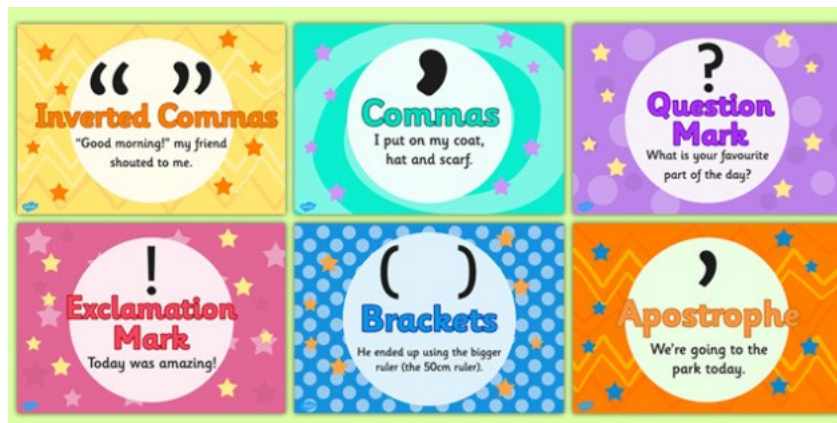 “ ”
Inverted Commas
“Good morning!” my friend
shouted to me.
,
Commas
I put on my coat,
hat and scarf.
?
Question
Mark
What is your favourite
part of the day?
!
Exclamation
Mark
Today was amazing!
( )
Brackets
He ended up using the bigger
ruler (the 50cm ruler).
’
Apostrophe
We’re going to the
park today.